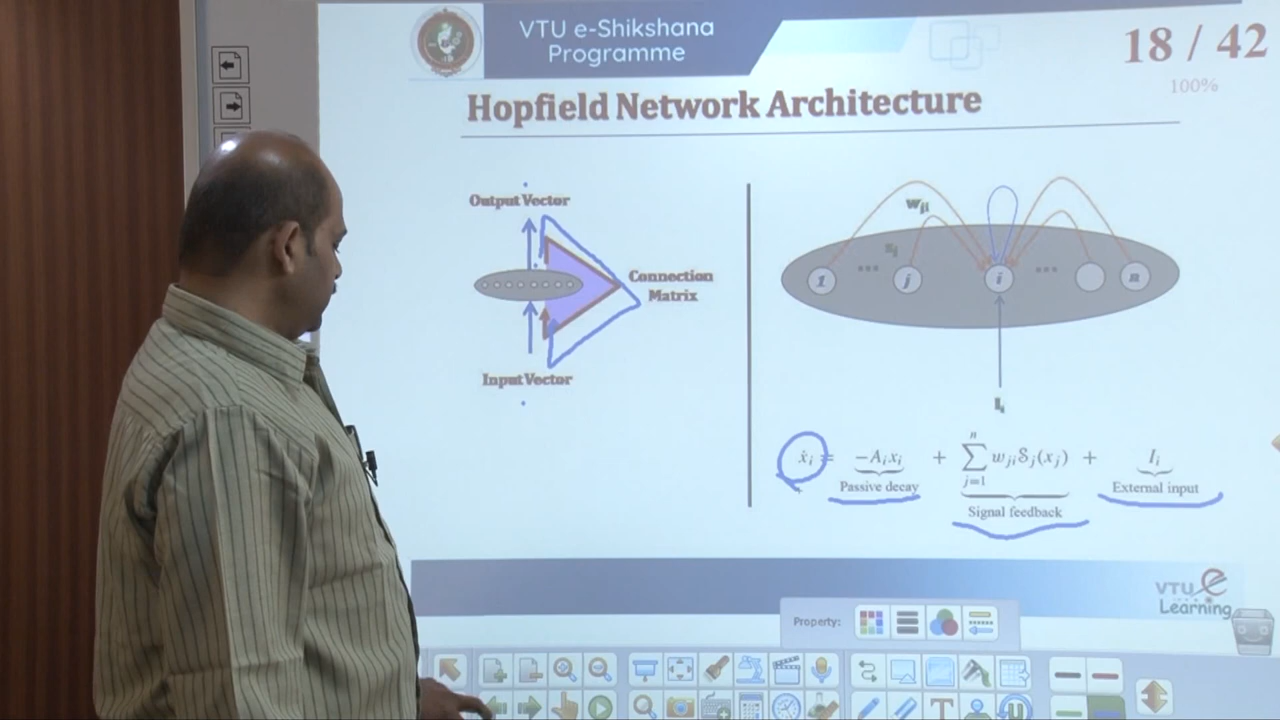 VTU e-Shikshana
Programme
18 / 42
100%
Hopfield Network Architecture
Output Vector
Connection
Matrix
Input Vector
w_ji
s_j
1 ... j i ... n
I_i
ẋ_i = −A_i x_i + \sum_{j=1}^{n} w_ji 𝒮_j(x_j) + I_i
Passive decay
Signal feedback
External input
VTU e
Learning
Property: